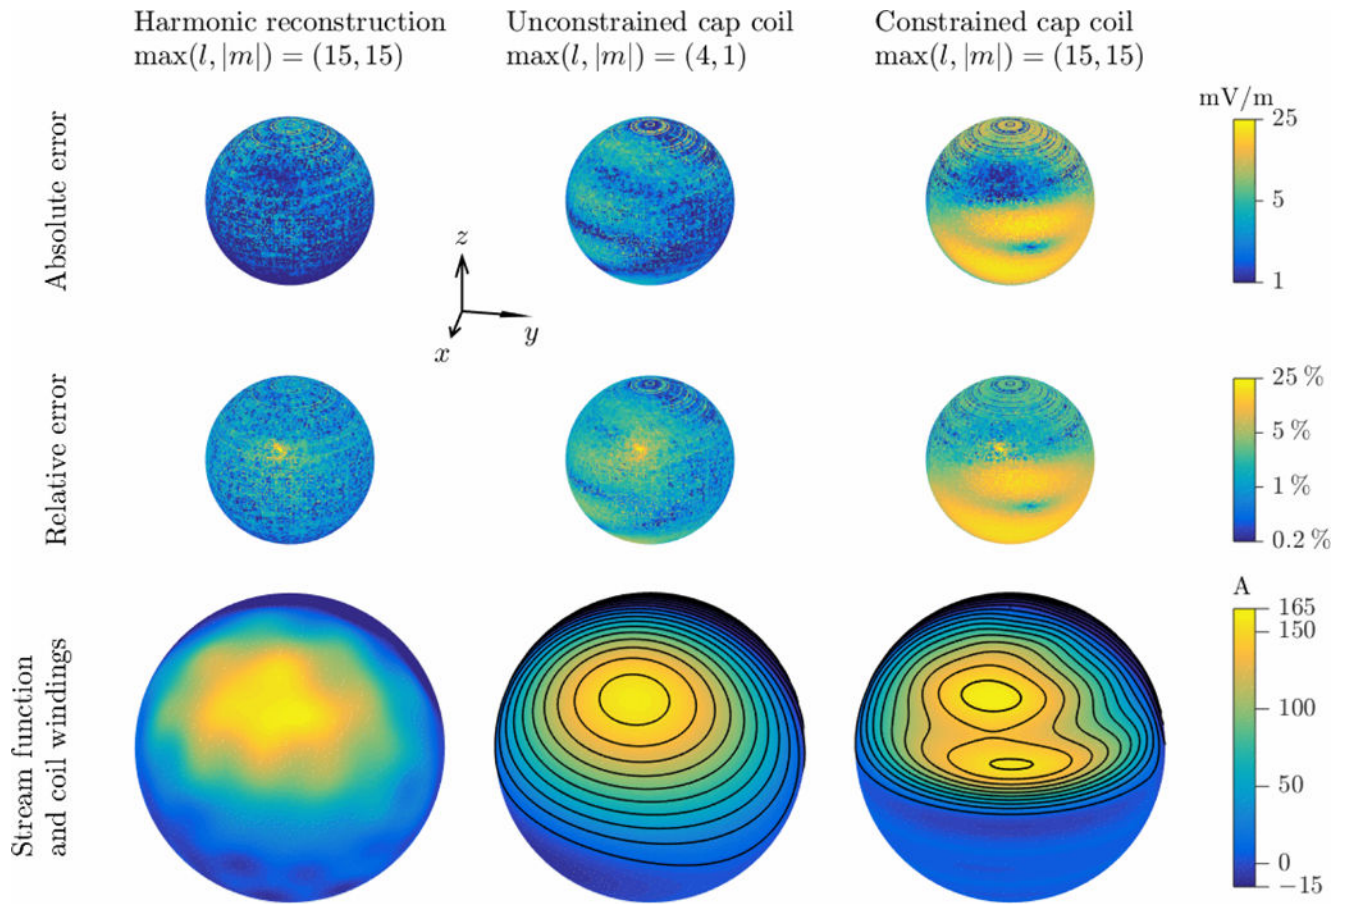 Harmonic reconstruction
max(l, |m|) = (15, 15)
Unconstrained cap coil
max(l, |m|) = (4, 1)
Constrained cap coil
max(l, |m|) = (15, 15)
Absolute error
mV/m
25
5
1
z
y
x
Relative error
25 %
5 %
1 %
0.2 %
Stream function
and coil windings
A
165
150
100
50
0
−15